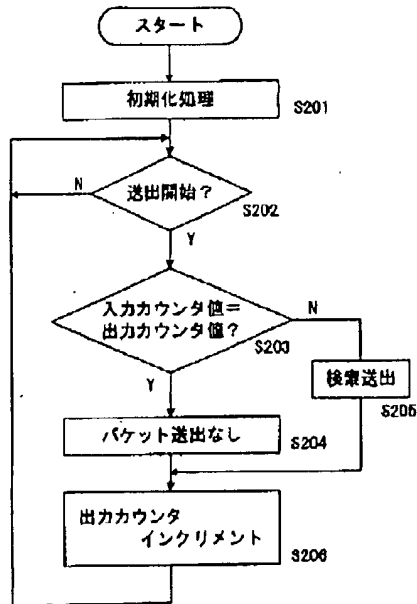 スタート
初期化処理
S201
送出開始?
N
S202
Y
入力カウンタ値=
出力カウンタ値?
N
S203
Y
検索送出
S205
パケット送出なし
S204
出力カウンタ
インクリメント
S206